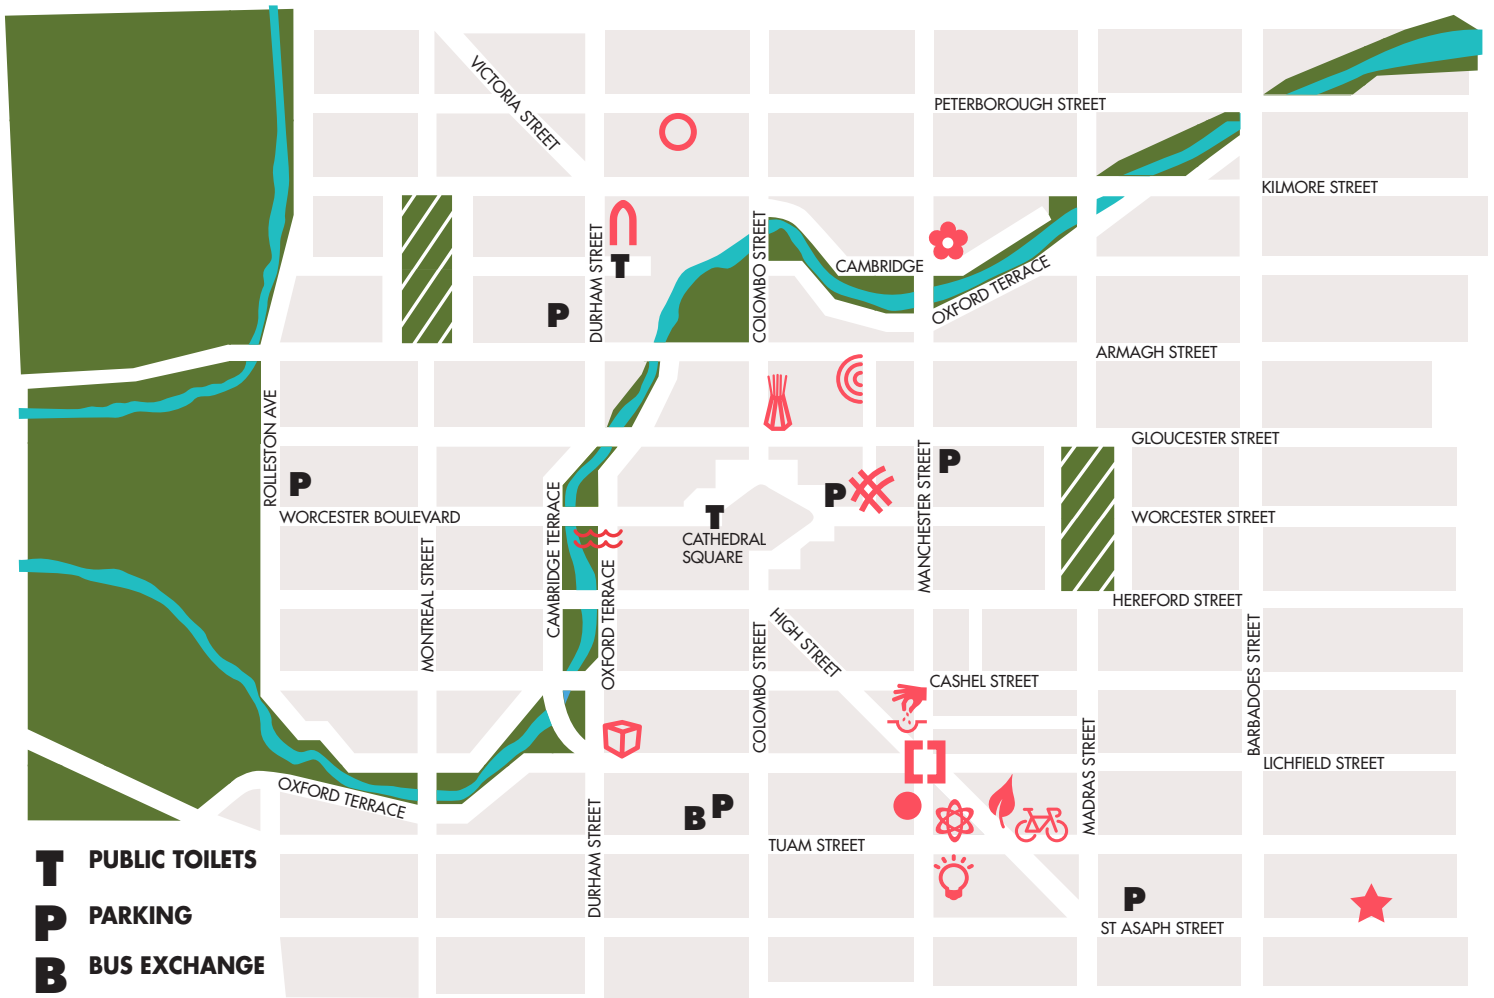 VICTORIA STREET
PETERBOROUGH STREET
KILMORE STREET
DURHAM STREET
T
COLOMBO STREET
CAMBRIDGE
OXFORD TERRACE
P
ARMAGH STREET
ROLLESTON AVE
GLOUCESTER STREET
MANCHESTER STREET
P
P
P
WORCESTER BOULEVARD
CAMBRIDGE TERRACE
T
CATHEDRAL
SQUARE
WORCESTER STREET
MONTREAL STREET
OXFORD TERRACE
HEREFORD STREET
HIGH STREET
COLOMBO STREET
BARBADOES STREET
CASHEL STREET
MADRAS STREET
LICHFIELD STREET
OXFORD TERRACE
B
P
DURHAM STREET
TUAM STREET
P
ST ASAPH STREET
T PUBLIC TOILETS
P PARKING
B BUS EXCHANGE